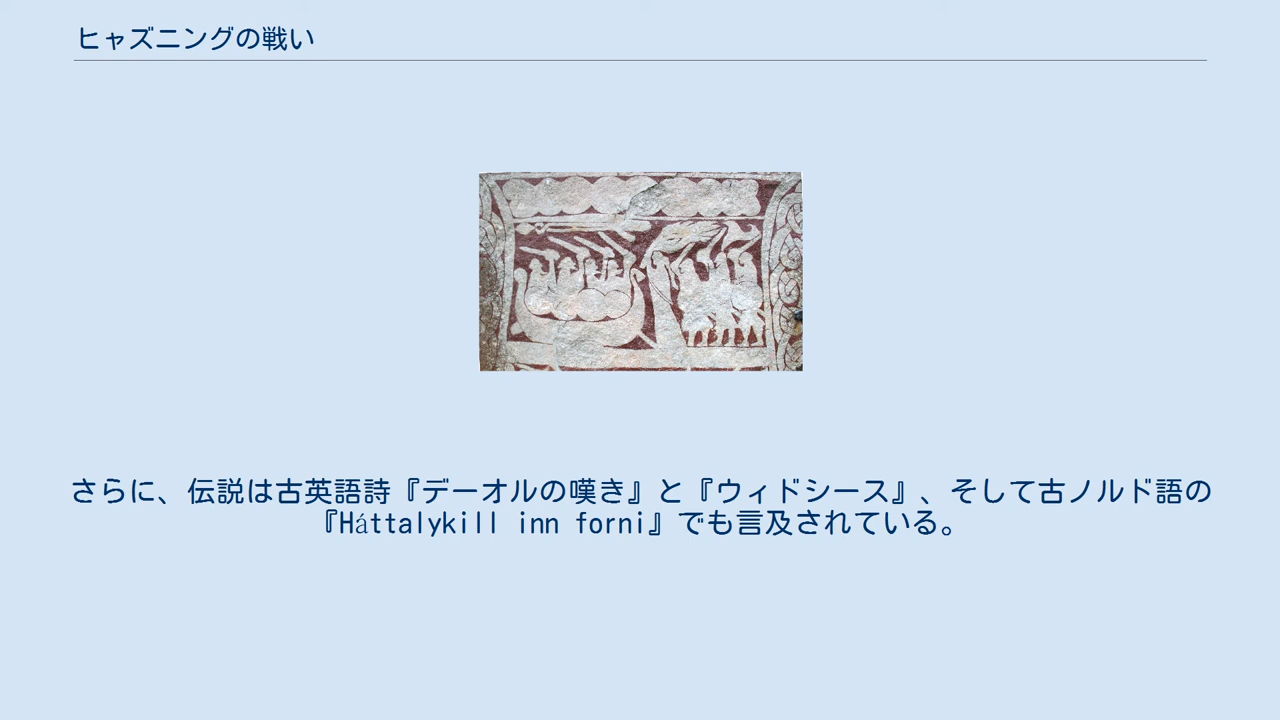 ヒャズニングの戦い
さらに、伝説は古英語詩『デーオルの嘆き』と『ウィドシース』、そして古ノルド語の
『Háttalykill inn forni』でも言及されている。